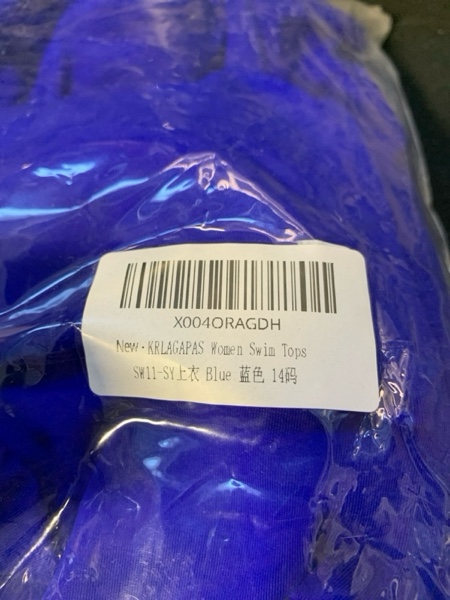 X004ORAGDH
New-KRLAGAPAS Women Swim Tops
SW11-SY上衣 Blue 蓝色 14码